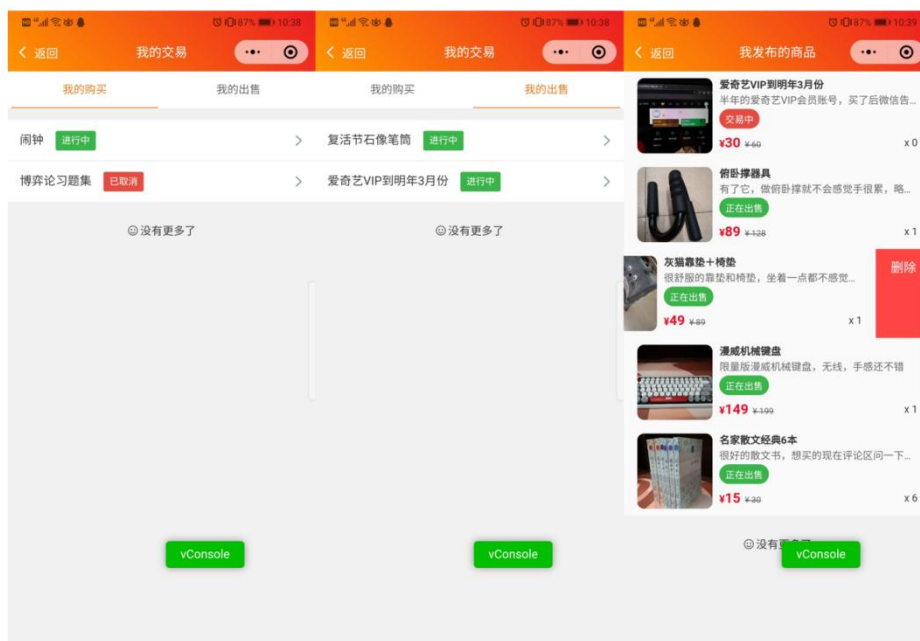 10:38
返回
我的交易
我的购买
我的出售
闹钟
进行中
博弈论习题集
已取消
没有更多了
vConsole
87%
10:38
返回
我的交易
我的购买
我的出售
复活节石像笔筒
进行中
爱奇艺VIP到明年3月份
进行中
没有更多了
vConsole
87%
10:39
返回
我发布的商品
爱奇艺VIP到明年3月份
半年的爱奇艺VIP会员账号，买了后微信告...
交易中
¥30 ¥60
x 0
俯卧撑器具
有了它，做俯卧撑就不会感觉手很累，略...
正在出售
¥89 ¥128
x 1
灰猫靠垫＋椅垫
很舒服的靠垫和椅垫，坐着一点都不感觉...
正在出售
¥49 ¥89
x 1
删除
漫威机械键盘
限量版漫威机械键盘，无线，手感还不错
正在出售
¥149 ¥199
x 1
名家散文经典6本
很好的散文书，想买的现在评论区问一下...
正在出售
¥15 ¥30
x 6
没有
vConsole